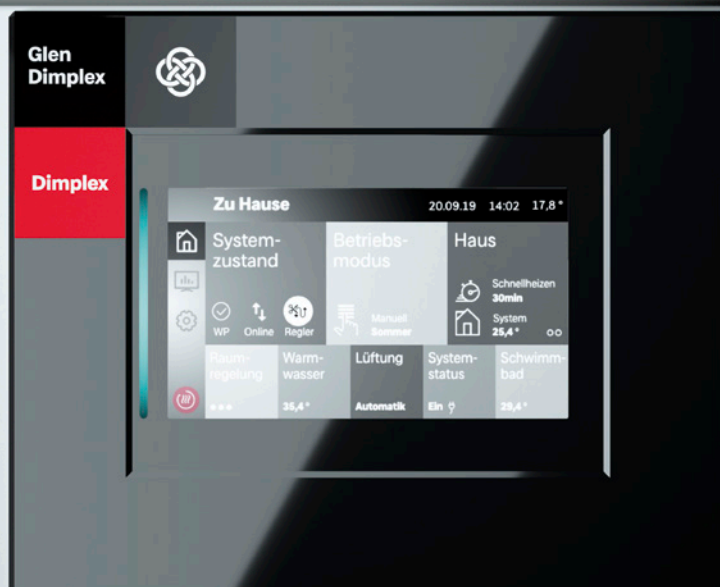 Glen
Dimplex
Dimplex
Zu Hause
20.09.19 14:02 17,8°
System-
zustand
WP Online Regler
Betriebs-
modus
Manuell
Sommer
Haus
Schnellheizen
30min
System
25,4°
Raum-
regelung
Warm-
wasser
35,4°
Lüftung
Automatik
System-
status
Ein
Schwimm-
bad
29,4°